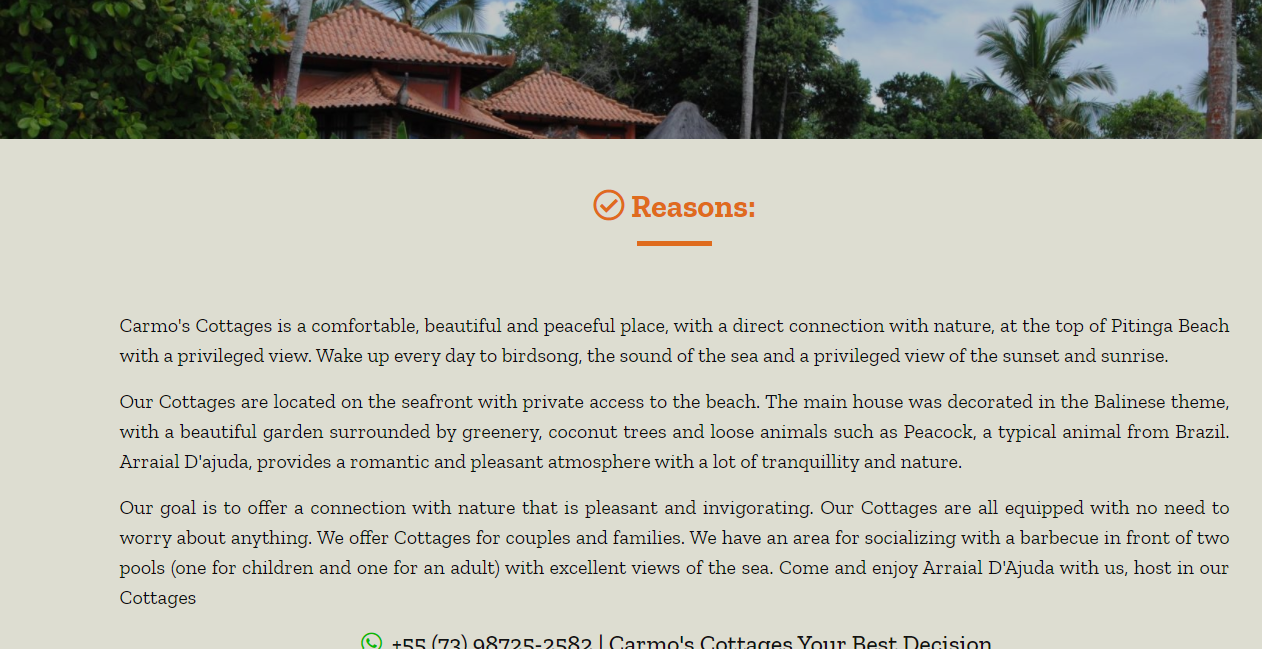 Reasons:
Carmo's Cottages is a comfortable, beautiful and peaceful place, with a direct connection with nature, at the top of Pitinga Beach
with a privileged view. Wake up every day to birdsong, the sound of the sea and a privileged view of the sunset and sunrise.
Our Cottages are located on the seafront with private access to the beach. The main house was decorated in the Balinese theme,
with a beautiful garden surrounded by greenery, coconut trees and loose animals such as Peacock, a typical animal from Brazil.
Arraial D'ajuda, provides a romantic and pleasant atmosphere with a lot of tranquillity and nature.
Our goal is to offer a connection with nature that is pleasant and invigorating. Our Cottages are all equipped with no need to
worry about anything. We offer Cottages for couples and families. We have an area for socializing with a barbecue in front of two
pools (one for children and one for an adult) with excellent views of the sea. Come and enjoy Arraial D'Ajuda with us, host in our
Cottages
+55 (73) 98725-2582 | Carmo's Cottages Your Best Decision